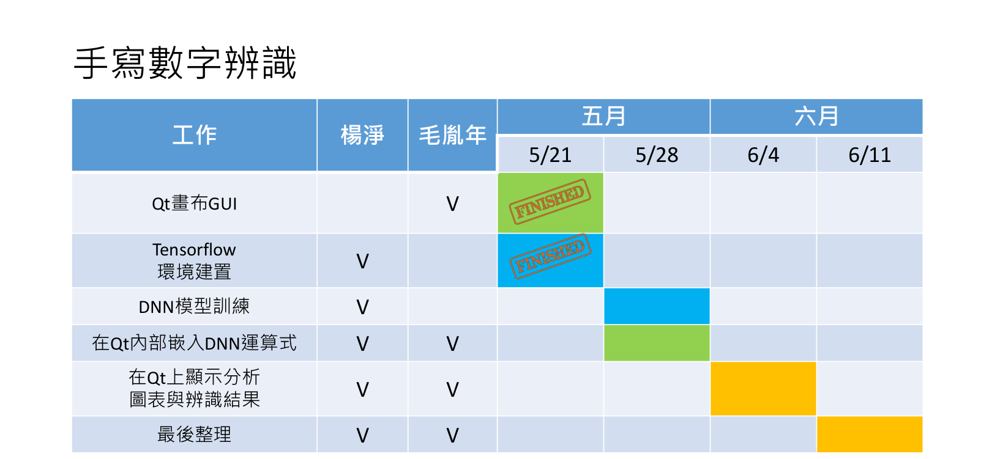 手寫數字辨識
工作 楊淨 毛胤年 五月 六月
5/21 5/28 6/4 6/11
Qt畫布GUI V FINISHED
Tensorflow
環境建置 V FINISHED
DNN模型訓練 V
在Qt內部嵌入DNN運算式 V V
在Qt上顯示分析
圖表與辨識結果 V V
最後整理 V V